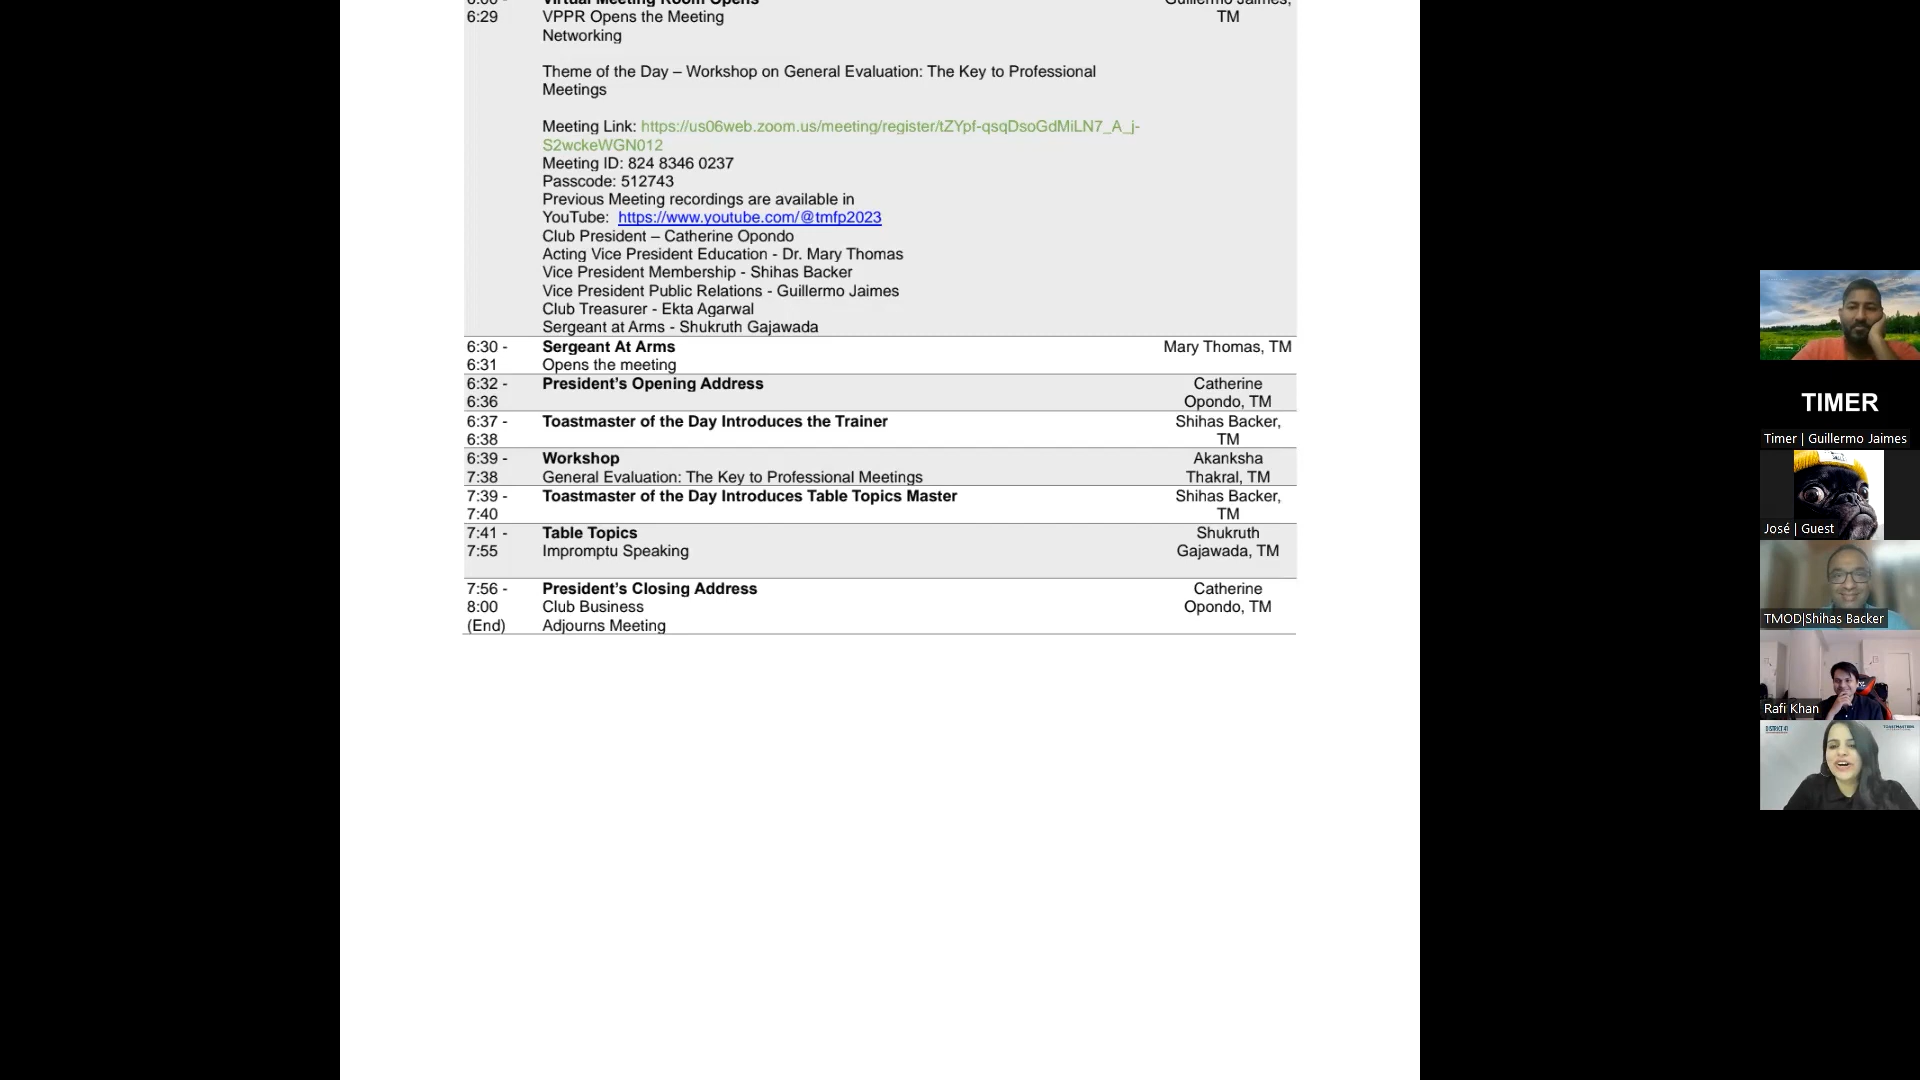 6:29
VPPR Opens the Meeting
TM
Networking
Theme of the Day – Workshop on General Evaluation: The Key to Professional
Meetings
Meeting Link: https://us06web.zoom.us/meeting/register/tZYpf-qsqDsoGdMiLN7_A_j-
S2wckeWGN012
Meeting ID: 824 8346 0237
Passcode: 512743
Previous Meeting recordings are available in
YouTube: https://www.youtube.com/@tmfp2023
Club President – Catherine Opondo
Acting Vice President Education - Dr. Mary Thomas
Vice President Membership - Shihas Backer
Vice President Public Relations - Guillermo Jaimes
Club Treasurer - Ekta Agarwal
Sergeant at Arms - Shukruth Gajawada
6:30 -
6:31
Sergeant At Arms
Opens the meeting
Mary Thomas, TM
6:32 -
6:36
President’s Opening Address
Catherine
Opondo, TM
6:37 -
6:38
Toastmaster of the Day Introduces the Trainer
Shihas Backer,
TM
6:39 -
7:38
Workshop
General Evaluation: The Key to Professional Meetings
Akanksha
Thakral, TM
7:39 -
7:40
Toastmaster of the Day Introduces Table Topics Master
Shihas Backer,
TM
7:41 -
7:55
Table Topics
Impromptu Speaking
Shukruth
Gajawada, TM
7:56 -
8:00
(End)
President’s Closing Address
Club Business
Adjourns Meeting
Catherine
Opondo, TM
TIMER
Timer | Guillermo Jaimes
José | Guest
TMOD|Shihas Backer
Rafi Khan
DISTRICT 41
TOASTMASTERS